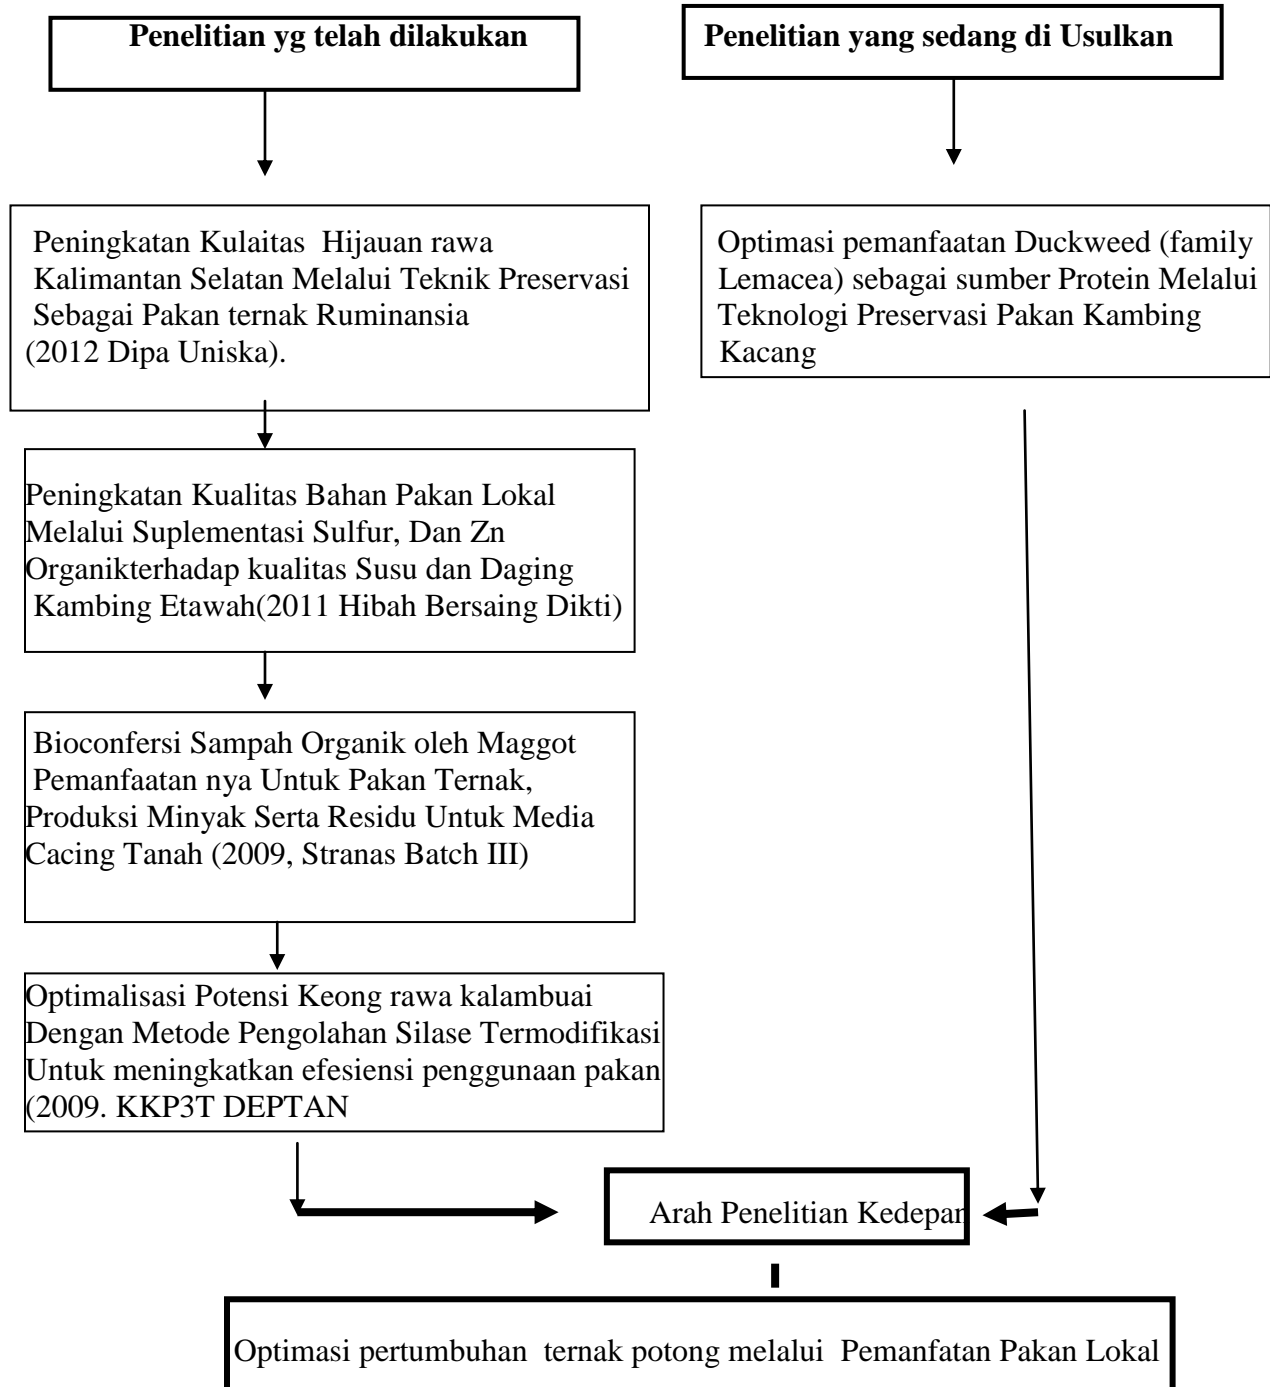 Penelitian yg telah dilakukan
Penelitian yang sedang di Usulkan
Peningkatan Kulaitas Hijauan rawa
Kalimantan Selatan Melalui Teknik Preservasi
Sebagai Pakan ternak Ruminansia
(2012 Dipa Uniska).
Optimasi pemanfaatan Duckweed (family
Lemacea) sebagai sumber Protein Melalui
Teknologi Preservasi Pakan Kambing
Kacang
Peningkatan Kualitas Bahan Pakan Lokal
Melalui Suplementasi Sulfur, Dan Zn
Organikterhadap kualitas Susu dan Daging
Kambing Etawah(2011 Hibah Bersaing Dikti)
Bioconfersi Sampah Organik oleh Maggot
Pemanfaatan nya Untuk Pakan Ternak,
Produksi Minyak Serta Residu Untuk Media
Cacing Tanah (2009, Stranas Batch III)
Optimalisasi Potensi Keong rawa kalambuai
Dengan Metode Pengolahan Silase Termodifikasi
Untuk meningkatkan efesiensi penggunaan pakan
(2009. KKP3T DEPTAN
Arah Penelitian Kedepan
Optimasi pertumbuhan ternak potong melalui Pemanfatan Pakan Lokal